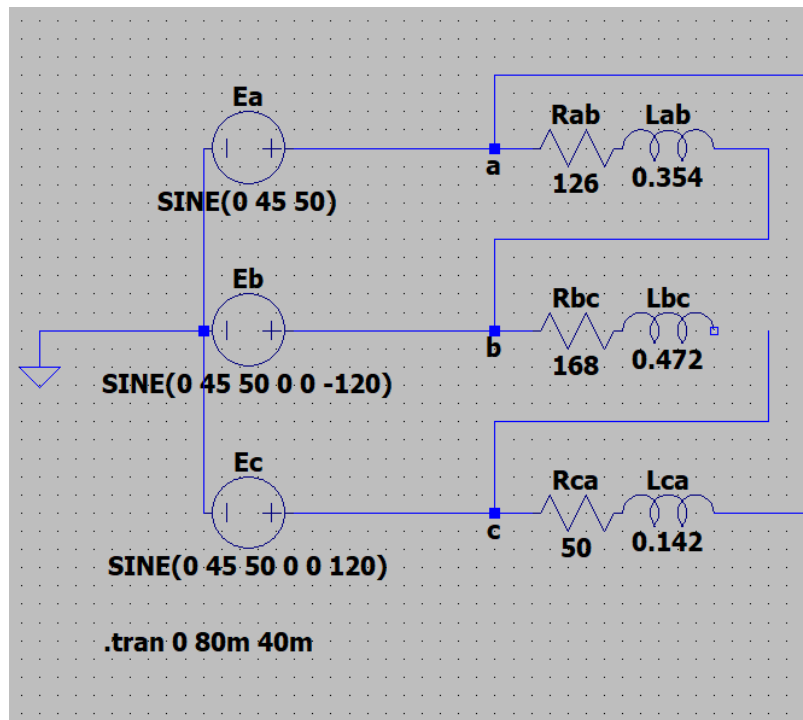 Ea
SINE(0 45 50)
a
Rab
126
Lab
0.354
Eb
SINE(0 45 50 0 0 -120)
b
Rbc
168
Lbc
0.472
Ec
SINE(0 45 50 0 0 120)
c
Rca
50
Lca
0.142
.tran 0 80m 40m